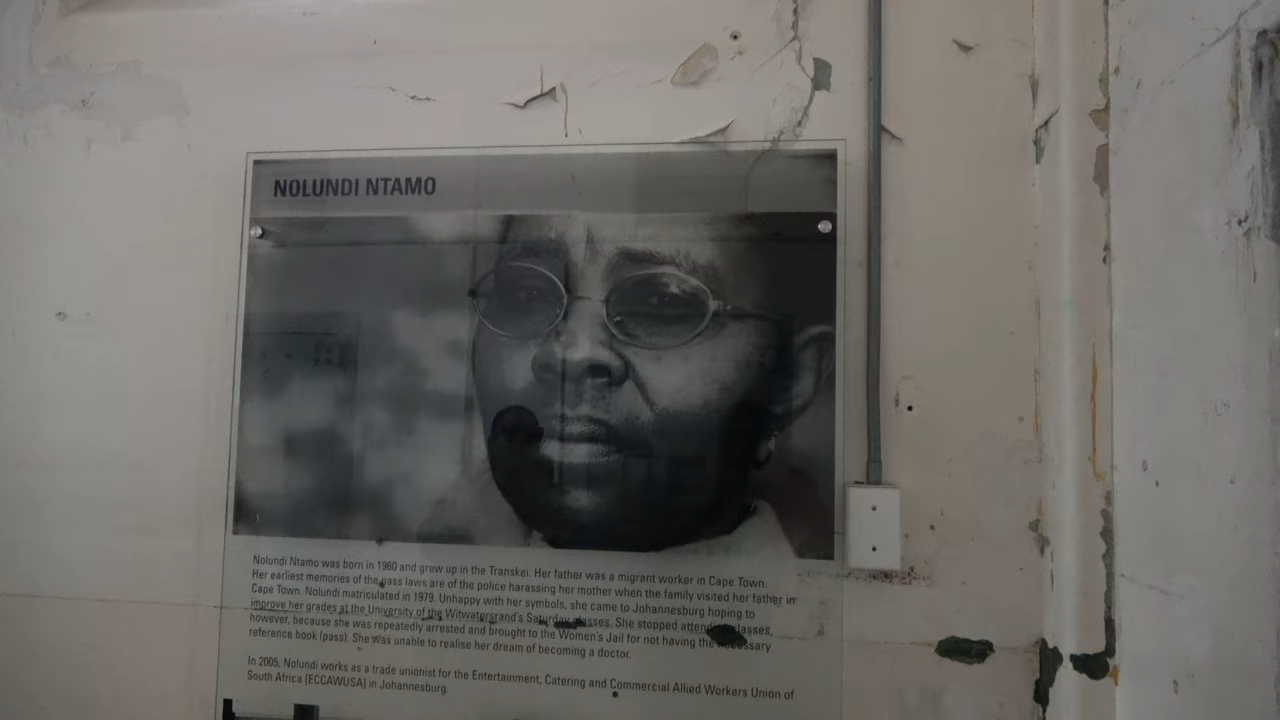 NOLUNDI NTAMO
Nolundi Ntamo was born in 1960 and grew up in the Transkei. Her father was a migrant worker in Cape Town.
Her earliest memories of the pass laws are of the police harassing her mother when the family visited her father in
Cape Town. Nolundi matriculated in 1979. Unhappy with her symbols, she came to Johannesburg hoping to
improve her grades at the University of the Witwatersrand's Saturday classes. She stopped attending classes,
however, because she was repeatedly arrested and brought to the Women's Jail for not having the necessary
reference book (pass). She was unable to realise her dream of becoming a doctor.
In 2005, Nolundi works as a trade unionist for the Entertainment, Catering and Commercial Allied Workers Union of
South Africa (ECCAWUSA) in Johannesburg.